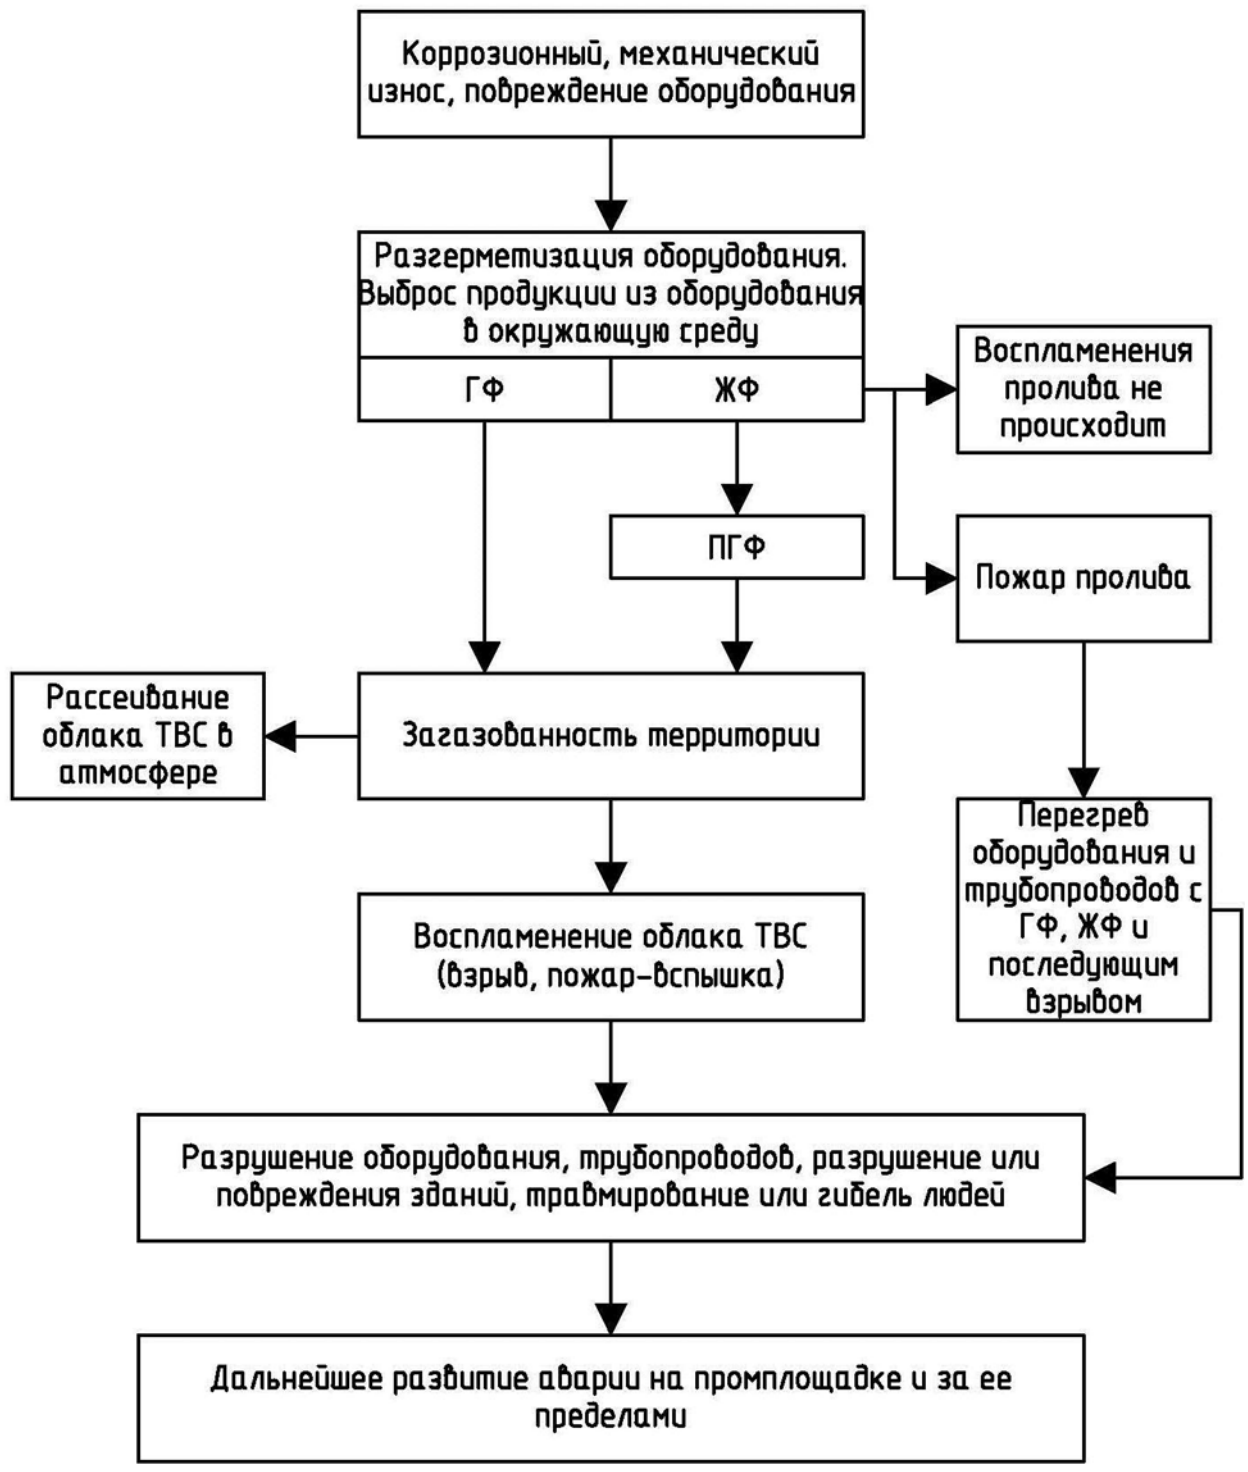 Коррозионный, механический
износ, повреждение оборудования
Разгерметизация оборудования.
Выброс продукции из оборудования
в окружающую среду
ГФ
ЖФ
Воспламенения
пролива не
происходит
ПГФ
Пожар пролива
Рассеивание
облака ТВС в
атмосфере
Загазованность территории
Перегрев
оборудования и
трубопроводов с
ГФ, ЖФ и
последующим
взрывом
Воспламенение облака ТВС
(взрыв, пожар-вспышка)
Разрушение оборудования, трубопроводов, разрушение или
повреждения зданий, травмирование или гибель людей
Дальнейшее развитие аварии на промплощадке и за ее
пределами